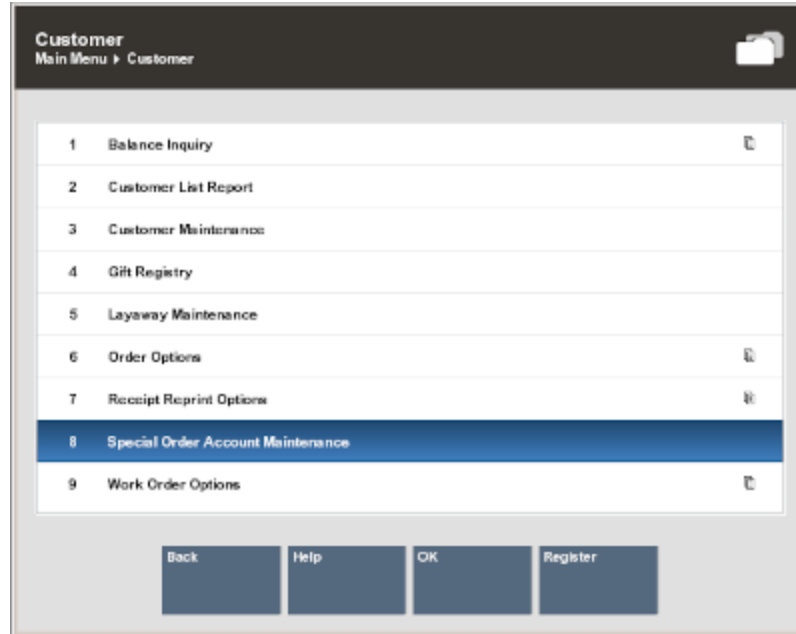 Customer
Main Menu ▸ Customer
1 Balance Inquiry
2 Customer List Report
3 Customer Maintenance
4 Gift Registry
5 Layaway Maintenance
6 Order Options
7 Receipt Reprint Options
8 Special Order Account Maintenance
9 Work Order Options
Back Help OK Register